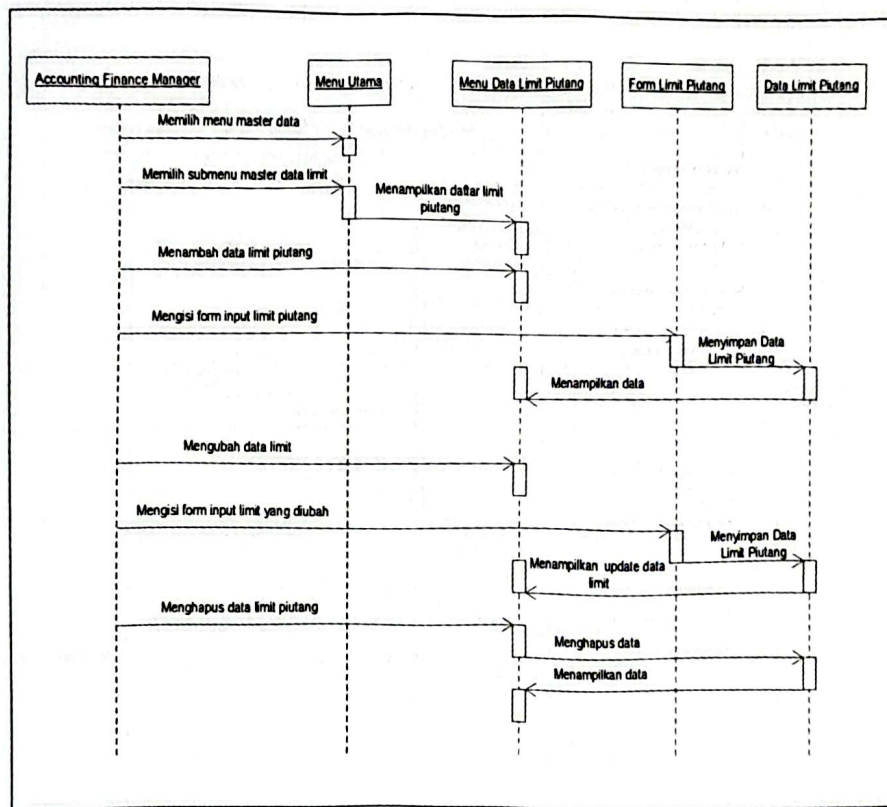 Accounting Finance Manager
Menu Utama
Menu Data Limit Piutang
Form Limit Piutang
Data Limit Piutang
Memilih menu master data
Memilih submenu master data limit
Menampilkan daftar limit
piutang
Menambah data limit piutang
Mengisi form input limit piutang
Menyimpan Data
Limit Piutang
Menampilkan data
Mengubah data limit
Mengisi form input limit yang diubah
Menyimpan Data
Limit Piutang
Menampilkan update data
limit
Menghapus data limit piutang
Menghapus data
Menampilkan data